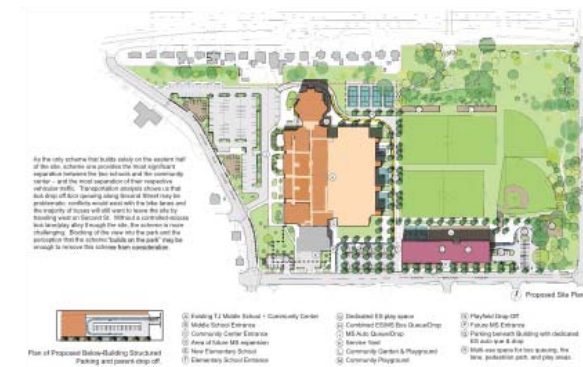 As the only scheme that builds solely on the eastern half
of the site, scheme one provides the most significant
separation between the two schools and the community
center - and the most separation of their respective
vehicular traffic. Transportation analysis shows us that
bus drop off/bus queuing along Second Street may be
problematic; conflicts would exist with the bike lanes and
the majority of buses will still want to leave the site by
traveling west on Second St. Without a controlled-access
bus lane/play alley through the site, the scheme is more
challenging. Blocking of the view into the park and the
perception that the scheme "builds on the park" may be
enough to remove this scheme from consideration.
Proposed Site Plan
Plan of Proposed Below-Building Structured
Parking and parent-drop off.
Existing TJ Middle School + Community Center
Middle School Entrance
Community Center Entrance
Area of future MS expansion
New Elementary School
Elementary School Entrance
Dedicated ES play space
Combined ES/MS Bus Queue/Drop
MS Auto Queue/Drop
Service Yard
Community Garden & Playground
Community Playground
Playfield Drop-Off
Future MS Entrance
Parking beneath Building with dedicated
ES auto que & drop
Multi-use space for bus queuing, fire
lane, pedestrian path, and play areas